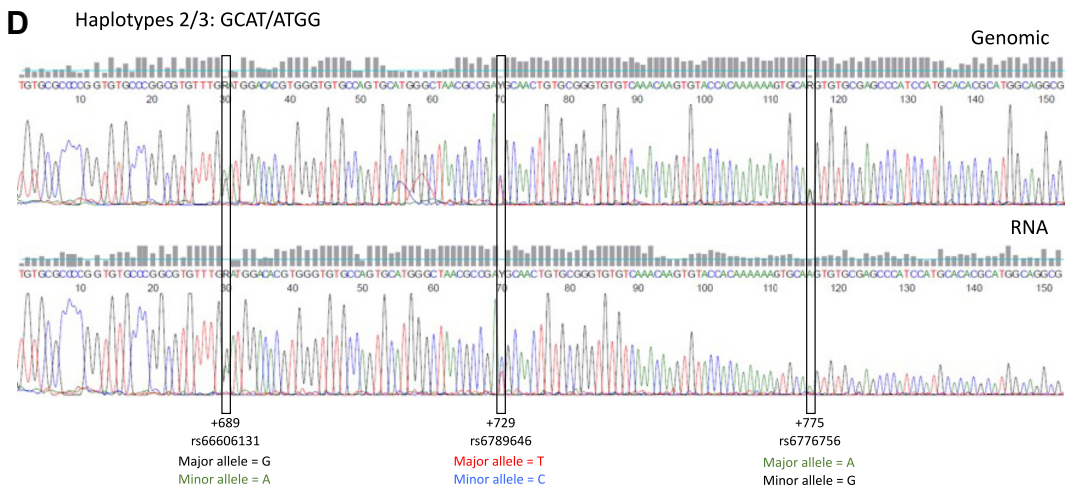 D
Haplotypes 2/3: GCAT/ATGG
Genomic
TGTGCGCCCGGTGTGCCCGGCGTGTTTGRATGGACACGTGGGTGTGCCAGTGCATGGGCTAACGCCGAYGCAACTGTGCGGGTGTGTCAAACAAGTGTACCACAAAAAAGTGCARGTGTGCGAGCCCATCCATGCACACGCATGGCAGGCG
10 20 30 40 50 60 70 80 90 100 110 120 130 140 150
RNA
TGTGCGCCCGGTGTGCCCGGCGTGTTTGRATGGACACGTGGGTGTGCCAGTGCATGGGCTAACGCCGAYGCAACTGTGCGGGTGTGTCAAACAAGTGTACCACAAAAAAGTGCAAGTGTGCGAGCCCATCCATGCACACGCATGGCAGGCG
10 20 30 40 50 60 70 80 90 100 110 120 130 140 150
+689 +729 +775
rs66606131 rs6789646 rs6776756
Major allele = G Major allele = T Major allele = A
Minor allele = A Minor allele = C Minor allele = G